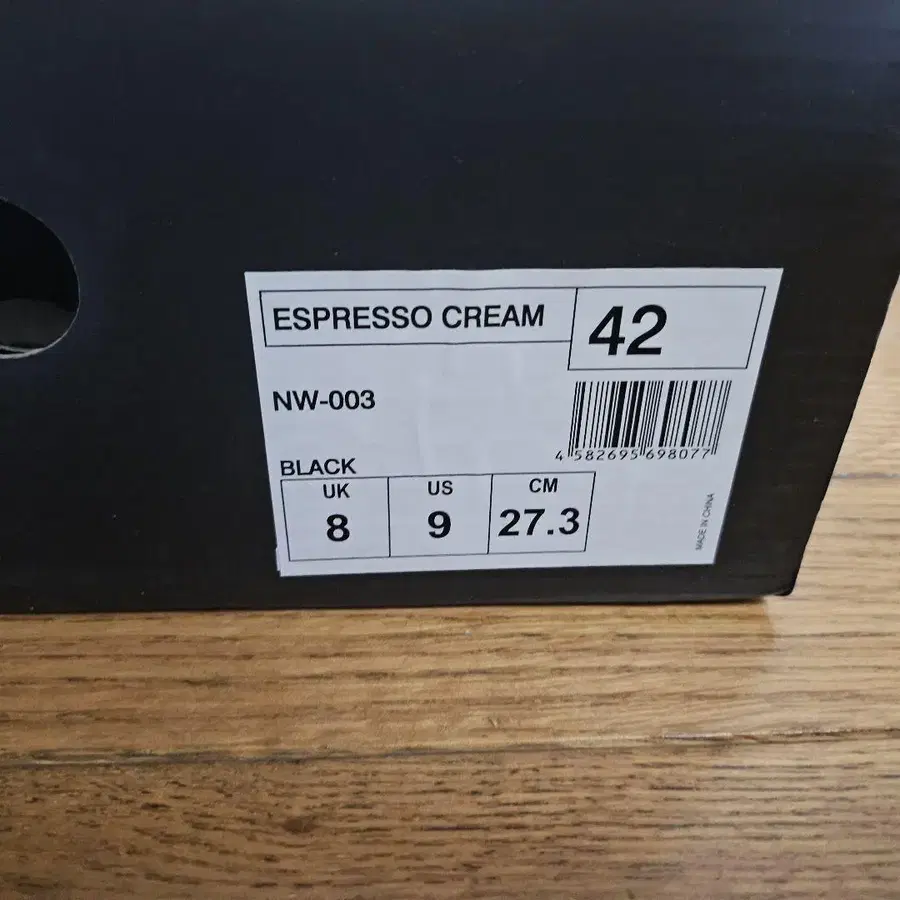 ESPRESSO CREAM
42
NW-003
4 582695 698077
BLACK
UK US CM
8 9 27.3
MADE IN CHINA